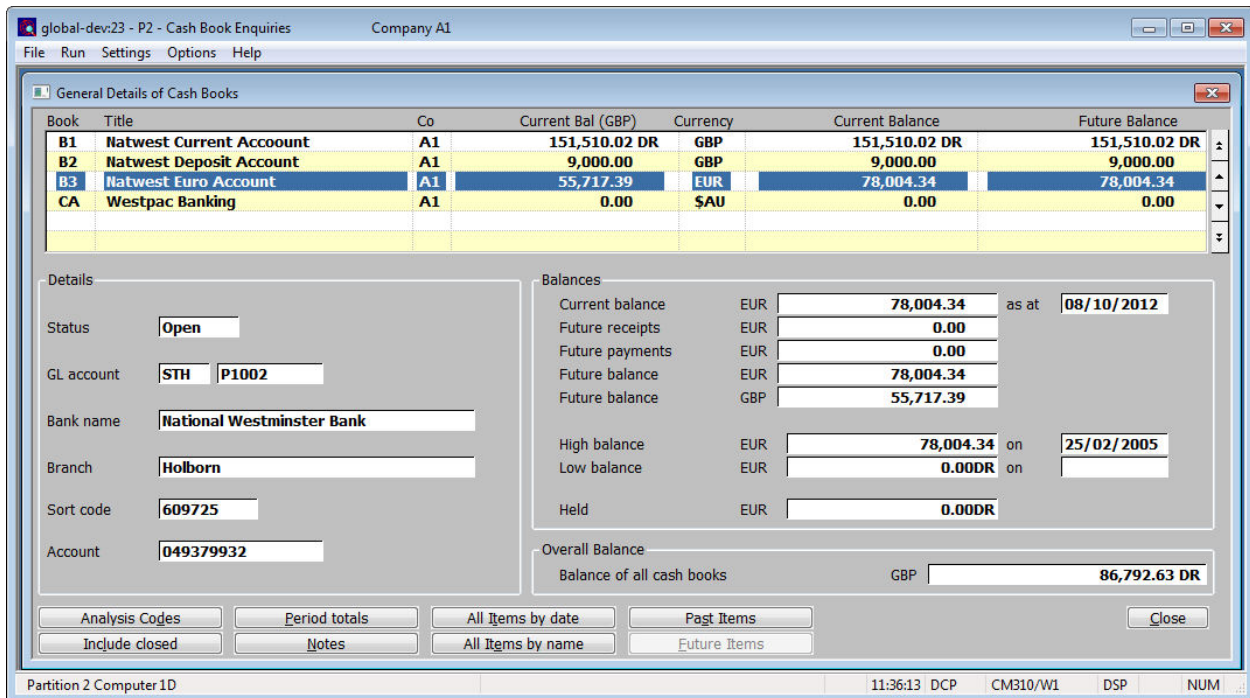 global-dev:23 - P2 - Cash Book Enquiries Company A1
File Run Settings Options Help
General Details of Cash Books
Book Title Co Current Bal (GBP) Currency Current Balance Future Balance
B1 Natwest Current Accoount A1 151,510.02 DR GBP 151,510.02 DR 151,510.02 DR
B2 Natwest Deposit Account A1 9,000.00 GBP 9,000.00 9,000.00
B3 Natwest Euro Account A1 55,717.39 EUR 78,004.34 78,004.34
CA Westpac Banking A1 0.00 $AU 0.00 0.00
Details
Status Open
GL account STH P1002
Bank name National Westminster Bank
Branch Holborn
Sort code 609725
Account 049379932
Balances
Current balance EUR 78,004.34 as at 08/10/2012
Future receipts EUR 0.00
Future payments EUR 0.00
Future balance EUR 78,004.34
Future balance GBP 55,717.39
High balance EUR 78,004.34 on 25/02/2005
Low balance EUR 0.00DR on
Held EUR 0.00DR
Overall Balance
Balance of all cash books GBP 86,792.63 DR
Analysis Codes Period totals All Items by date Past Items Close
Include closed Notes All Items by name Future Items
Partition 2 Computer 1D 11:36:13 DCP CM310/W1 DSP NUM